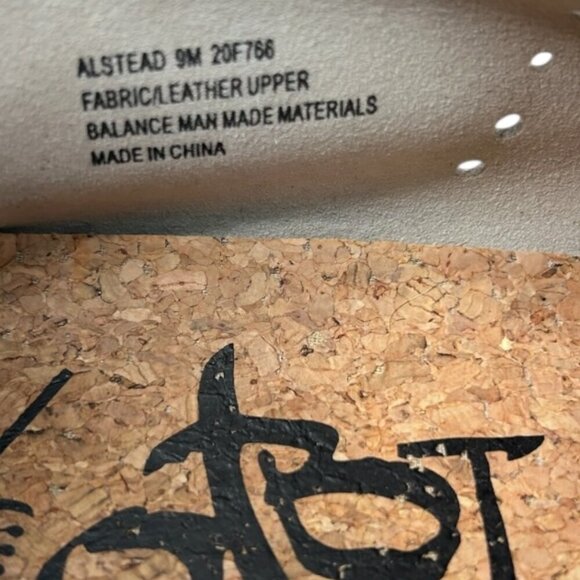 ALSTEAD 9M 20F766
FABRIC/LEATHER UPPER
BALANCE MAN MADE MATERIALS
MADE IN CHINA